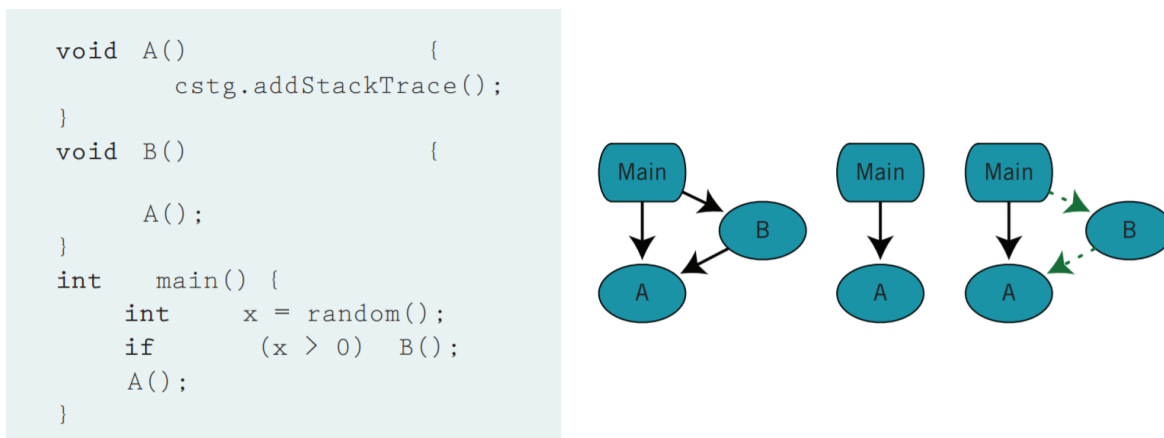 void A() {
cstg.addStackTrace();
}
void B() {
A();
}
int main() {
int x = random();
if (x > 0) B();
A();
}
Main
B
A
Main
A
Main
B
A